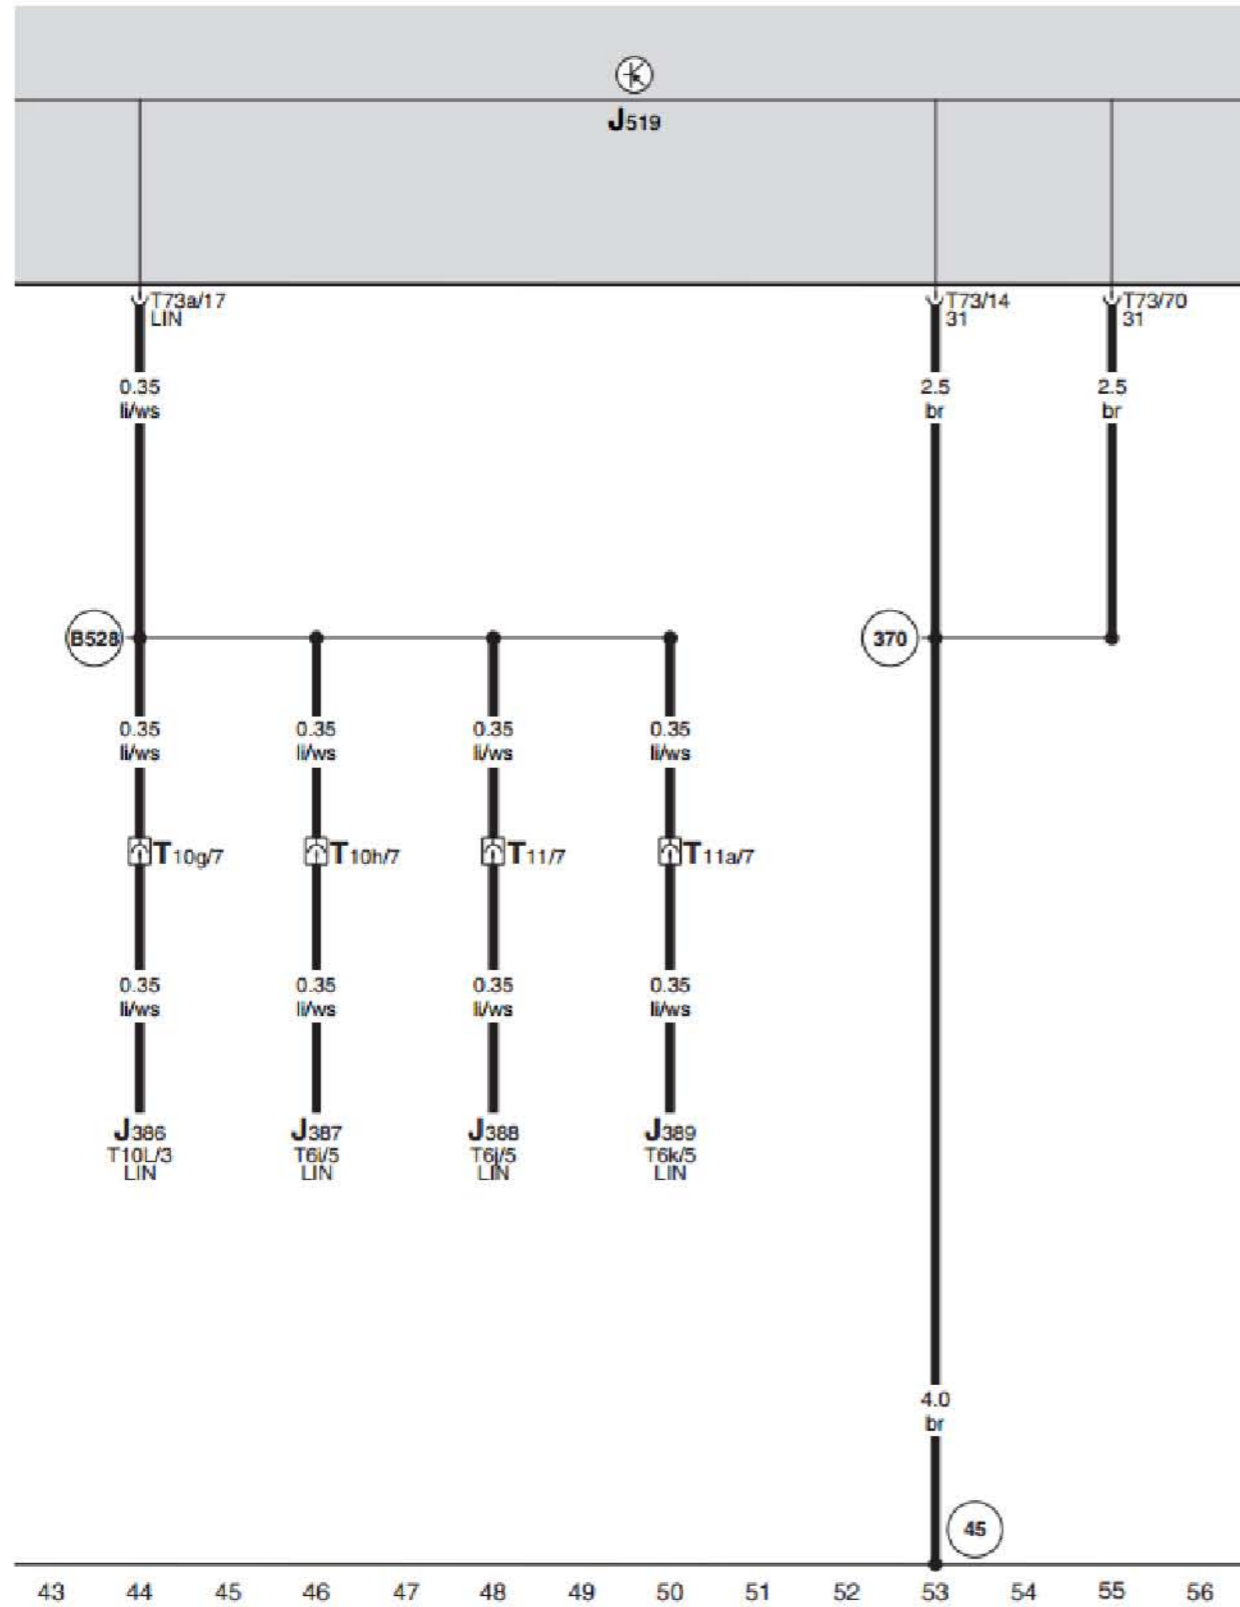 J519
T73a/17
LIN
T73/14
31
T73/70
31
0.35
li/ws
2.5
br
2.5
br
B528
370
0.35
li/ws
0.35
li/ws
0.35
li/ws
0.35
li/ws
T10g/7
T10h/7
T11/7
T11a/7
0.35
li/ws
0.35
li/ws
0.35
li/ws
0.35
li/ws
J386
T10L/3
LIN
J387
T6i/5
LIN
J388
T6j/5
LIN
J389
T6k/5
LIN
4.0
br
45
43 44 45 46 47 48 49 50 51 52 53 54 55 56